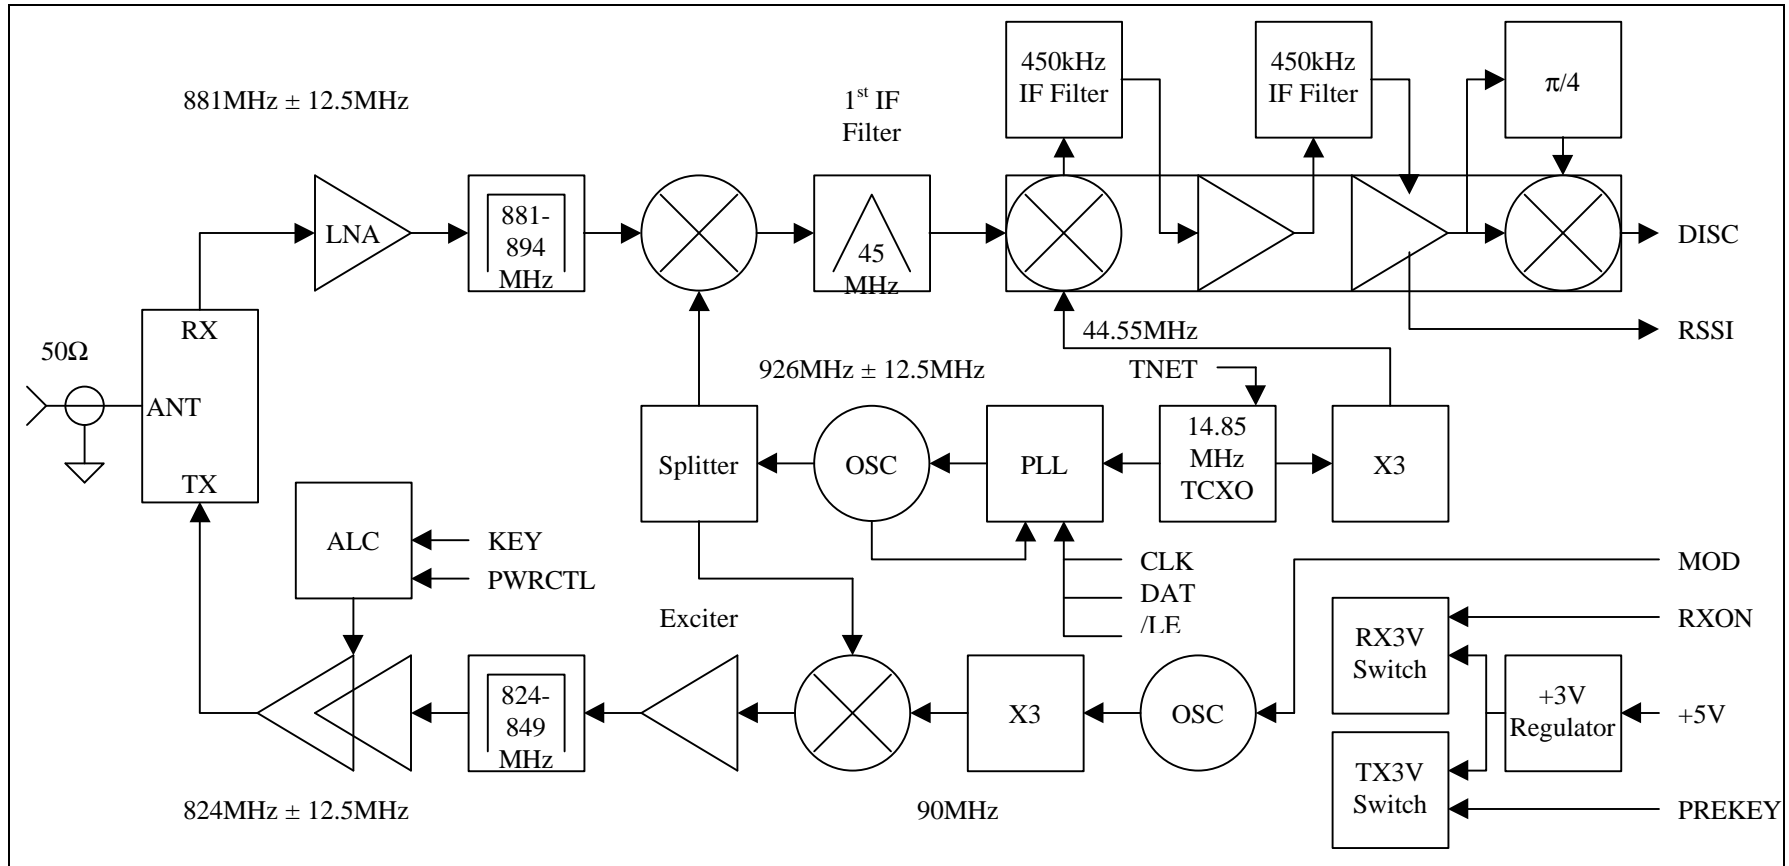 881MHz ± 12.5MHz
1st IF
Filter
450kHz
IF Filter
450kHz
IF Filter
π/4
LNA
881-
894
MHz
45
MHz
DISC
RX
50Ω
ANT
TX
44.55MHz
RSSI
926MHz ± 12.5MHz
TNET
Splitter
OSC
PLL
14.85
MHz
TCXO
X3
ALC
KEY
PWRCTL
CLK
DAT
/LE
MOD
RXON
Exciter
RX3V
Switch
824-
849
MHz
X3
OSC
+3V
Regulator
+5V
TX3V
Switch
824MHz ± 12.5MHz
90MHz
PREKEY